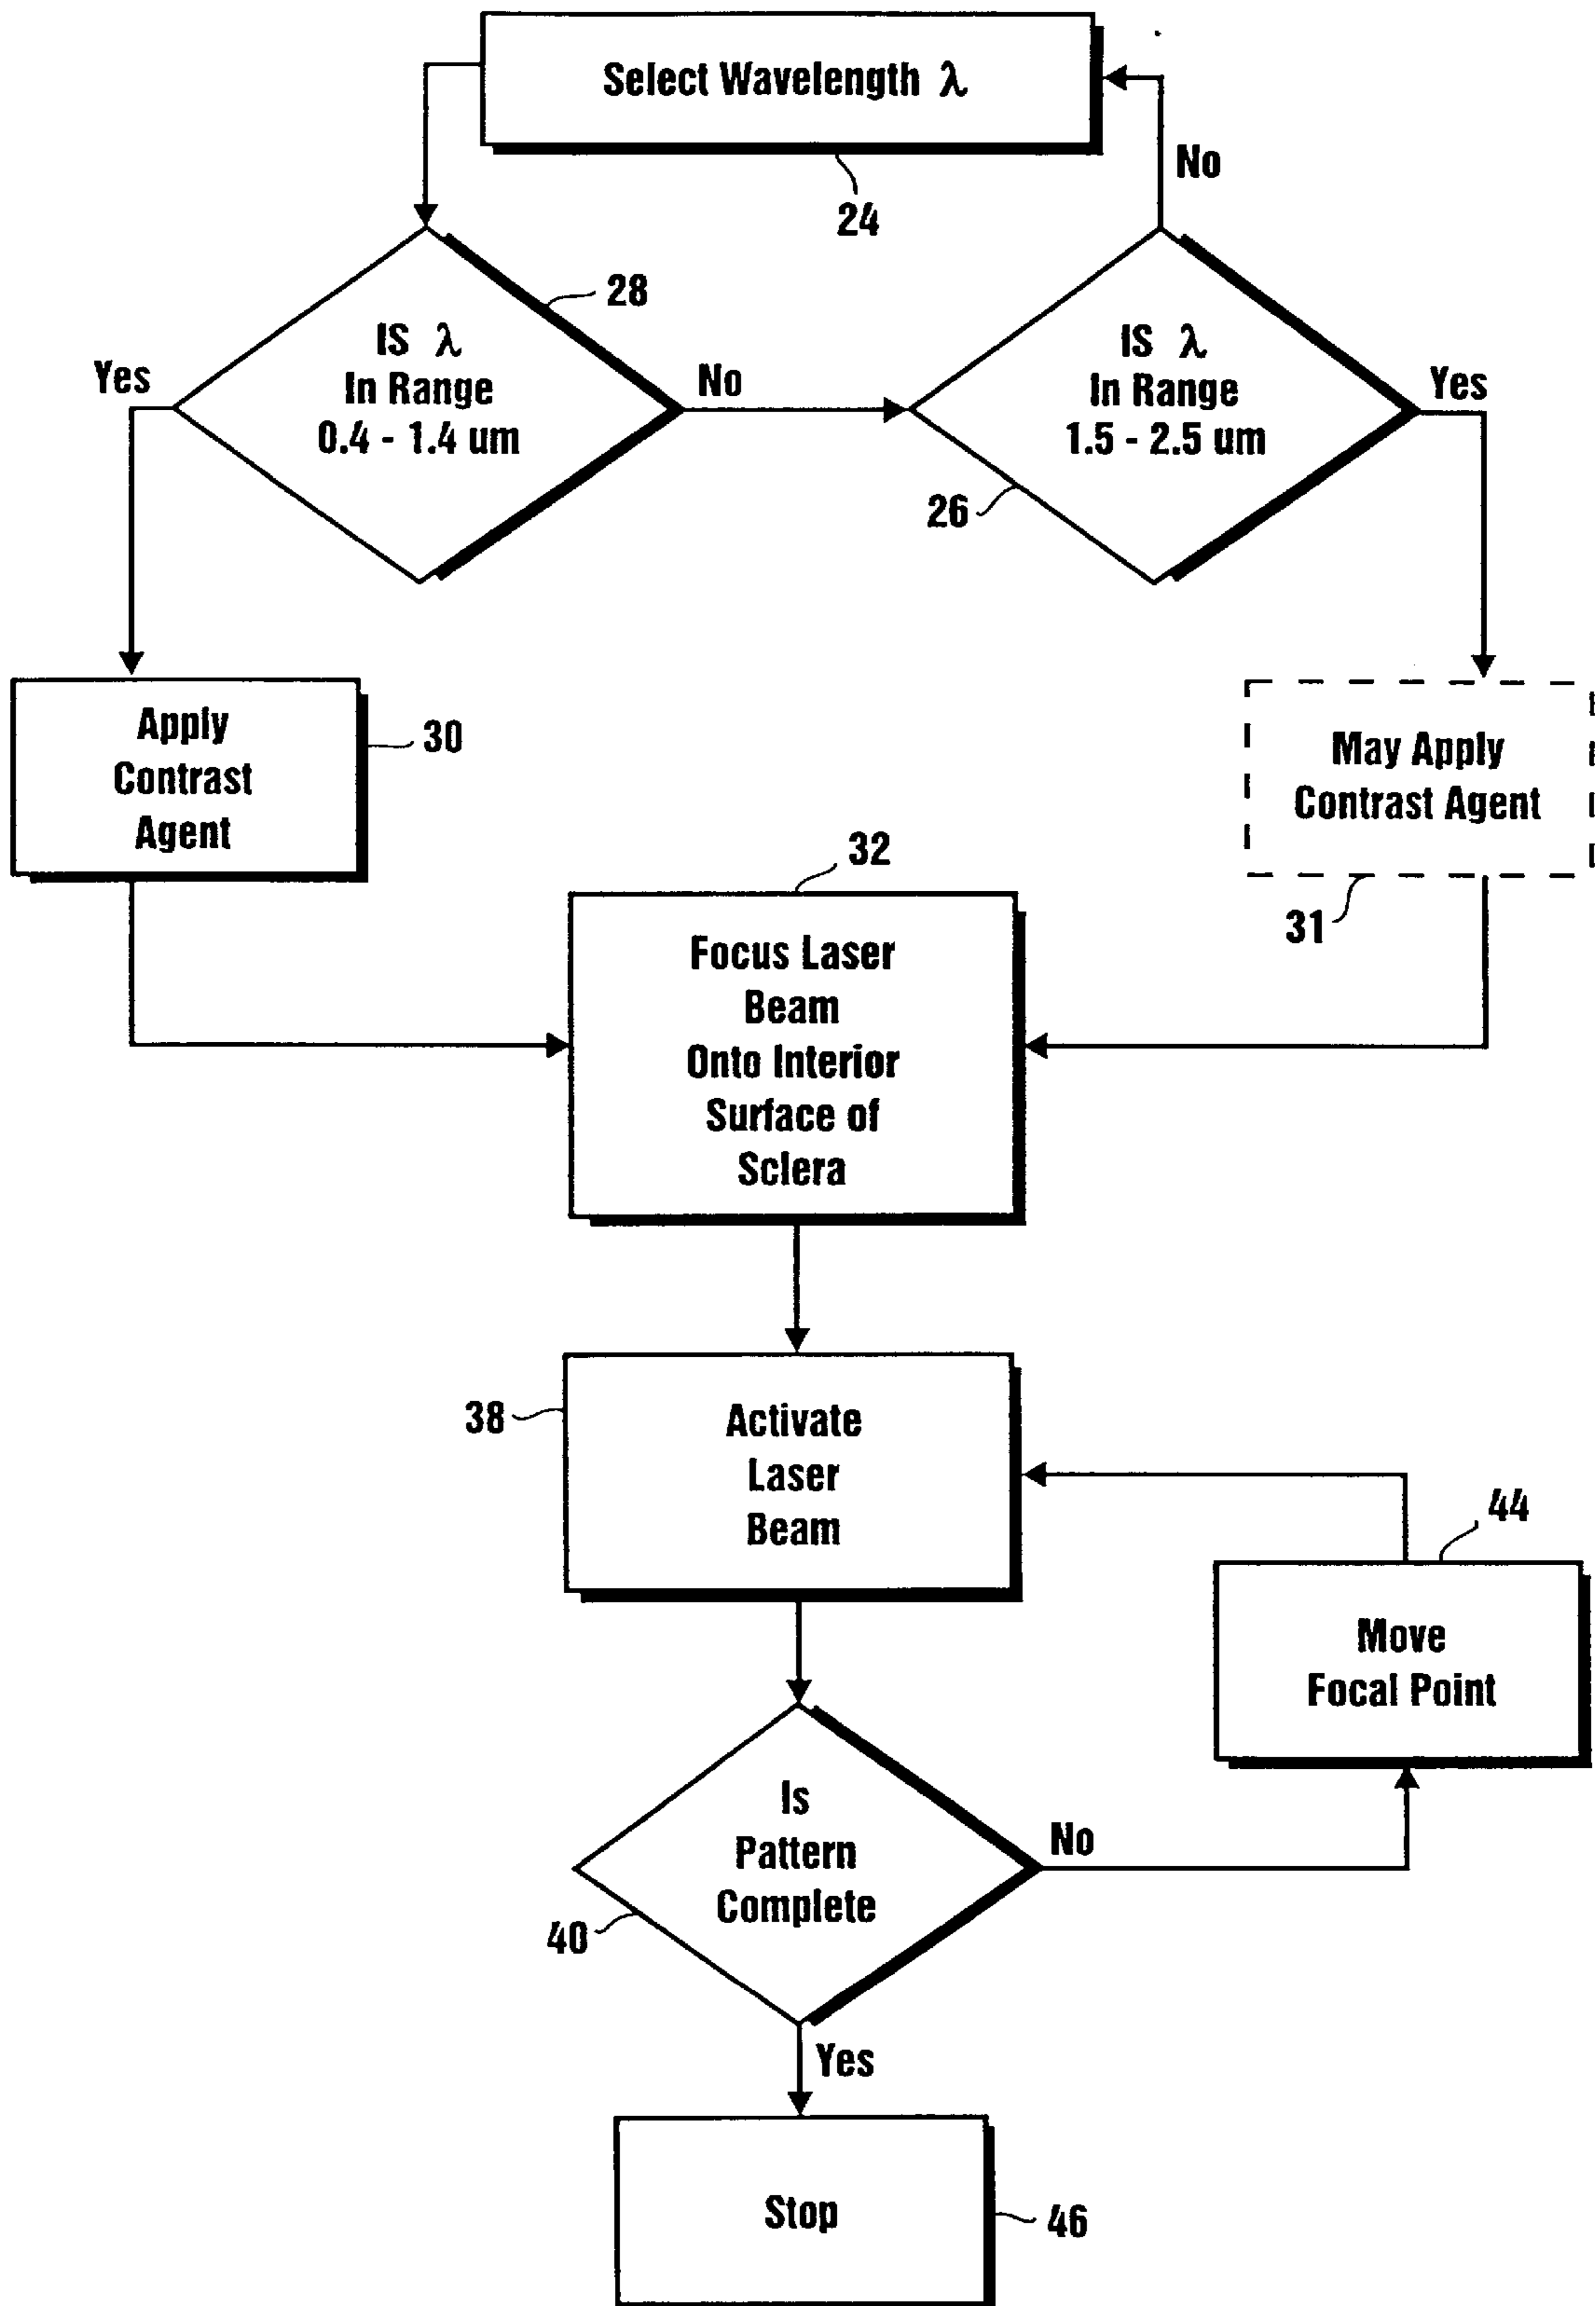 Select Wavelength λ
24
No
28
IS λ
In Range
0.4 - 1.4 um
Yes
No
IS λ
In Range
1.5 - 2.5 um
Yes
26
Apply
Contrast
Agent
30
May Apply
Contrast Agent
31
32
Focus Laser
Beam
Onto Interior
Surface of
Sclera
38
Activate
Laser
Beam
44
Move
Focal Point
Is
Pattern
Complete
No
40
Yes
Stop
46